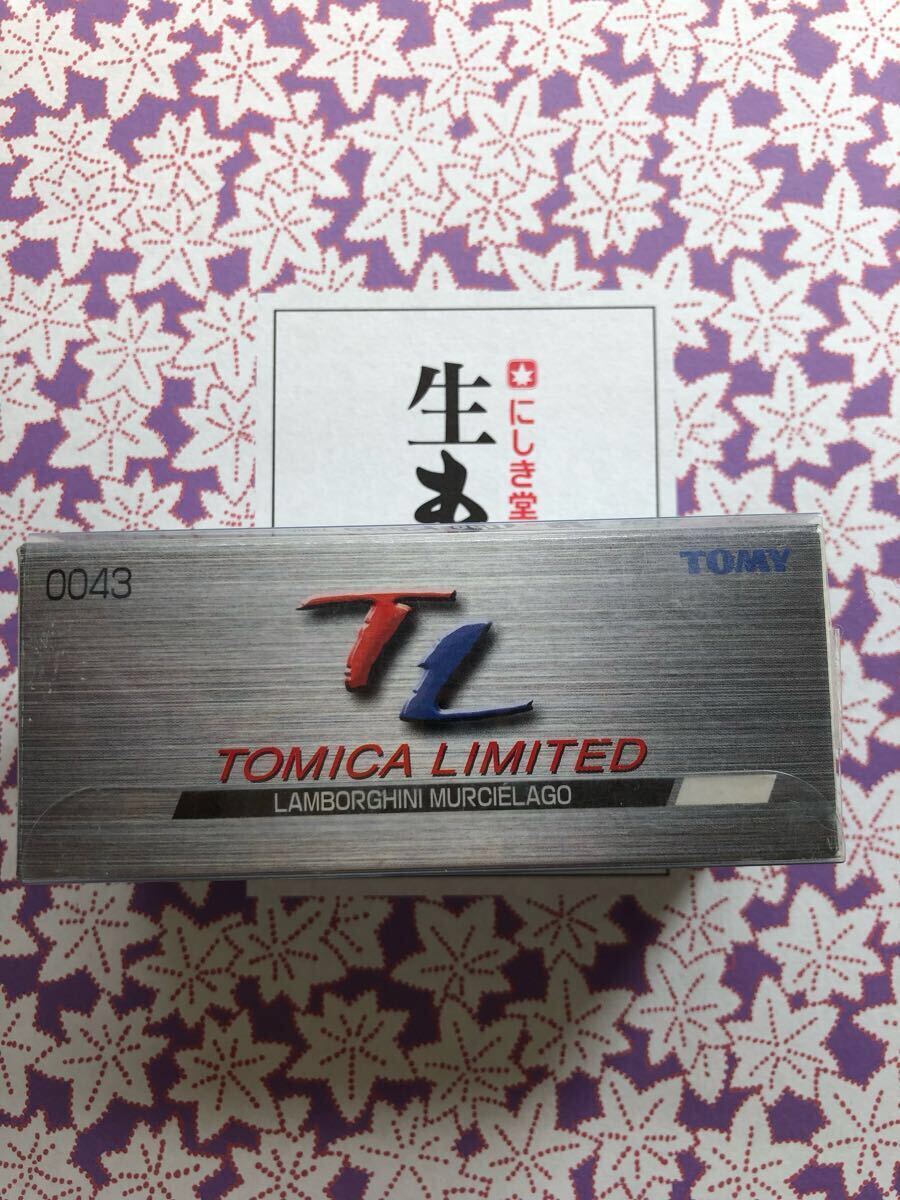 にしき堂
生
0043
TOMY
TL
TOMICA LIMITED
LAMBORGHINI MURCIÉLAGO